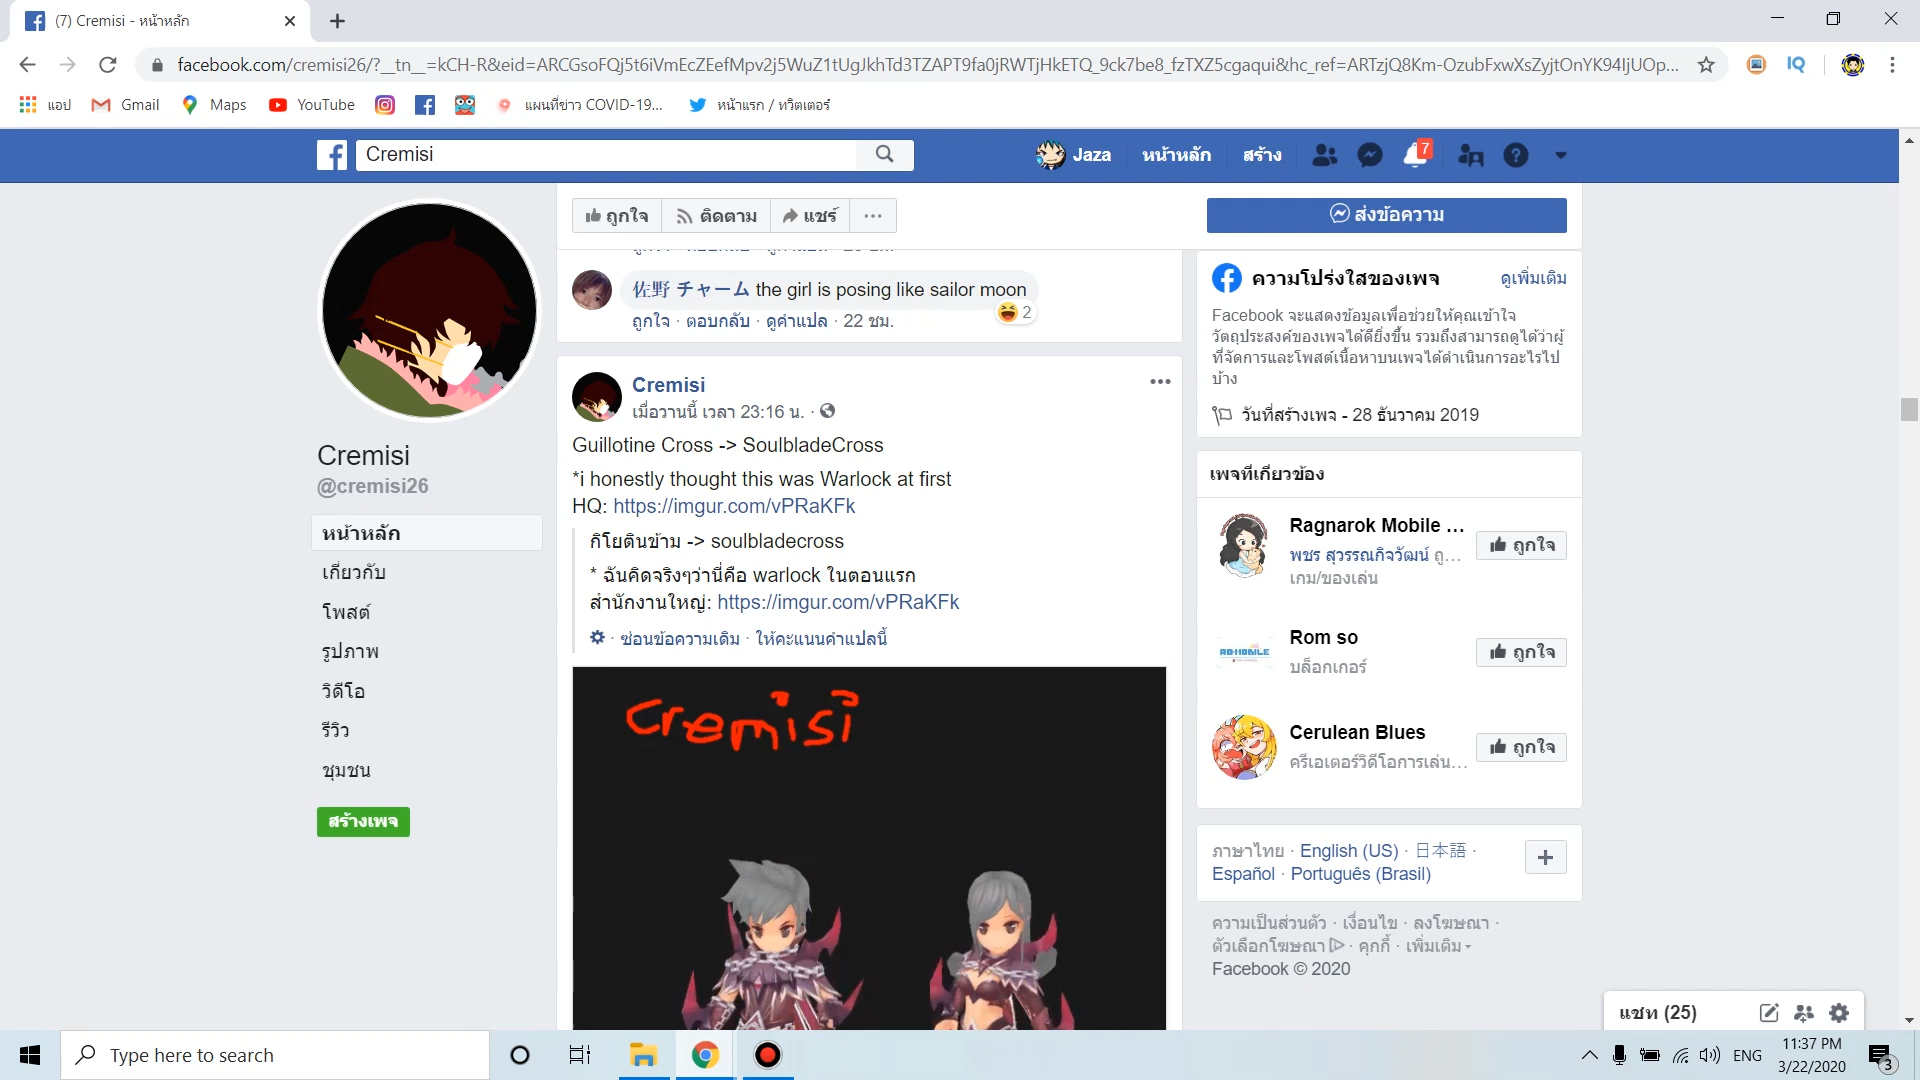 (7) Cremisi - หน้าหลัก
facebook.com/cremisi26/?__tn__=kCH-R&eid=ARCGsoFQj5t6iVmEcZEefMpv2j5WuZ1tUgJkhTd3TZAPT9fa0jRWTjHkETQ_9ck7be8_fzTXZ5cgaqui&hc_ref=ARTzjQ8Km-OzubFxwXsZyjtOnYK94IjUOp...
IQ
แอป Gmail Maps YouTube แผนที่ข่าว COVID-19... หน้าแรก / ทวิตเตอร์
Cremisi
Jaza หน้าหลัก สร้าง 7
ถูกใจ ติดตาม แชร์ ...
ส่งข้อความ
佐野 チャーム the girl is posing like sailor moon
2
ถูกใจ · ตอบกลับ · ดูคำแปล · 22 ชม.
Cremisi
เมื่อวานนี้ เวลา 23:16 น. ·
Guillotine Cross -> SoulbladeCross
*i honestly thought this was Warlock at first
HQ: https://imgur.com/vPRaKFk
กิโยตินข้าม -> soulbladecross
* ฉันคิดจริงๆว่านี่คือ warlock ในตอนแรก
สำนักงานใหญ่: https://imgur.com/vPRaKFk
· ซ่อนข้อความเดิม · ให้คะแนนคำแปลนี้
cremisi
Cremisi
@cremisi26
หน้าหลัก
เกี่ยวกับ
โพสต์
รูปภาพ
วิดีโอ
รีวิว
ชุมชน
สร้างเพจ
ความโปร่งใสของเพจ ดูเพิ่มเติม
Facebook จะแสดงข้อมูลเพื่อช่วยให้คุณเข้าใจ
วัตถุประสงค์ของเพจได้ดียิ่งขึ้น รวมถึงสามารถดูได้ว่าผู้
ที่จัดการและโพสต์เนื้อหาบนเพจได้ดำเนินการอะไรไป
บ้าง
วันที่สร้างเพจ - 28 ธันวาคม 2019
เพจที่เกี่ยวข้อง
Ragnarok Mobile ...
พชร สุวรรณกิจวัฒน์ ถู...
เกม/ของเล่น
ถูกใจ
Rom so
บล็อกเกอร์
ถูกใจ
Cerulean Blues
ครีเอเตอร์วิดีโอการเล่น...
ถูกใจ
ภาษาไทย · English (US) · 日本語 ·
Español · Português (Brasil)
ความเป็นส่วนตัว · เงื่อนไข · ลงโฆษณา ·
ตัวเลือกโฆษณา · คุกกี้ · เพิ่มเติม
Facebook © 2020
แชท (25)
Type here to search
ENG
11:37 PM
3/22/2020
3